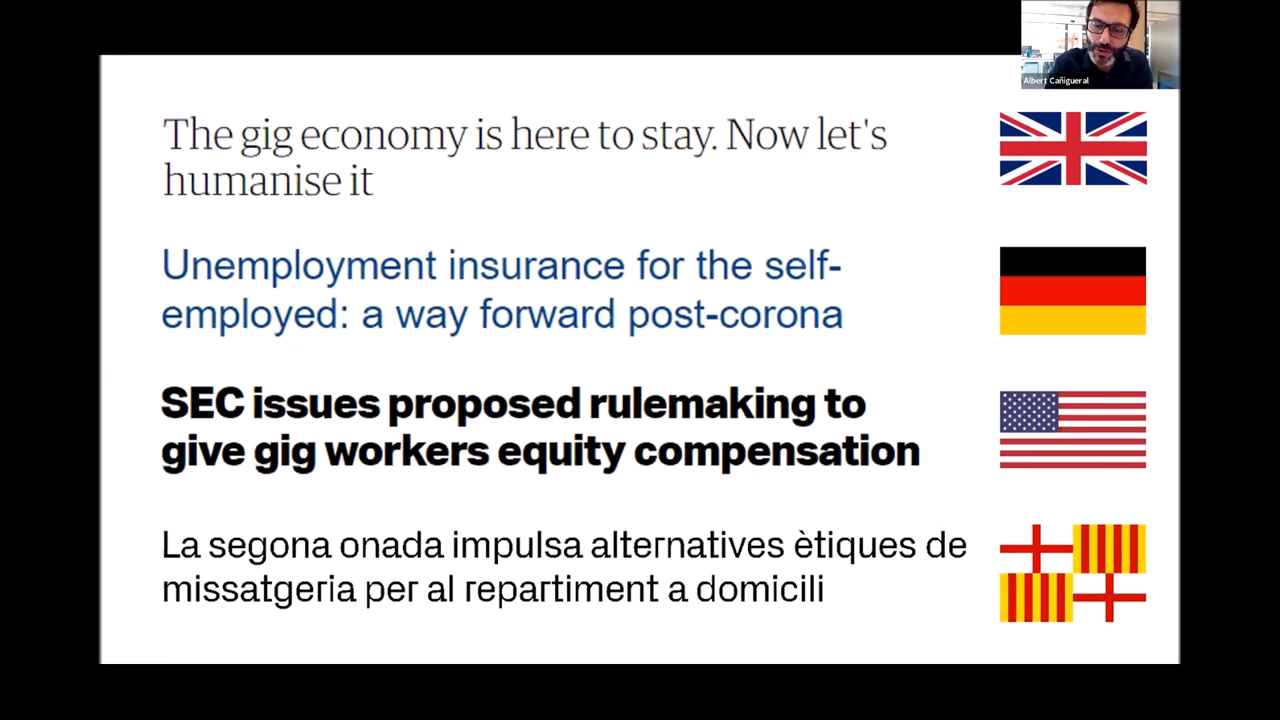 Albert Cañigueral
The gig economy is here to stay. Now let's
humanise it
Unemployment insurance for the self-
employed: a way forward post-corona
SEC issues proposed rulemaking to
give gig workers equity compensation
La segona onada impulsa alternatives ètiques de
missatgeria per al repartiment a domicili